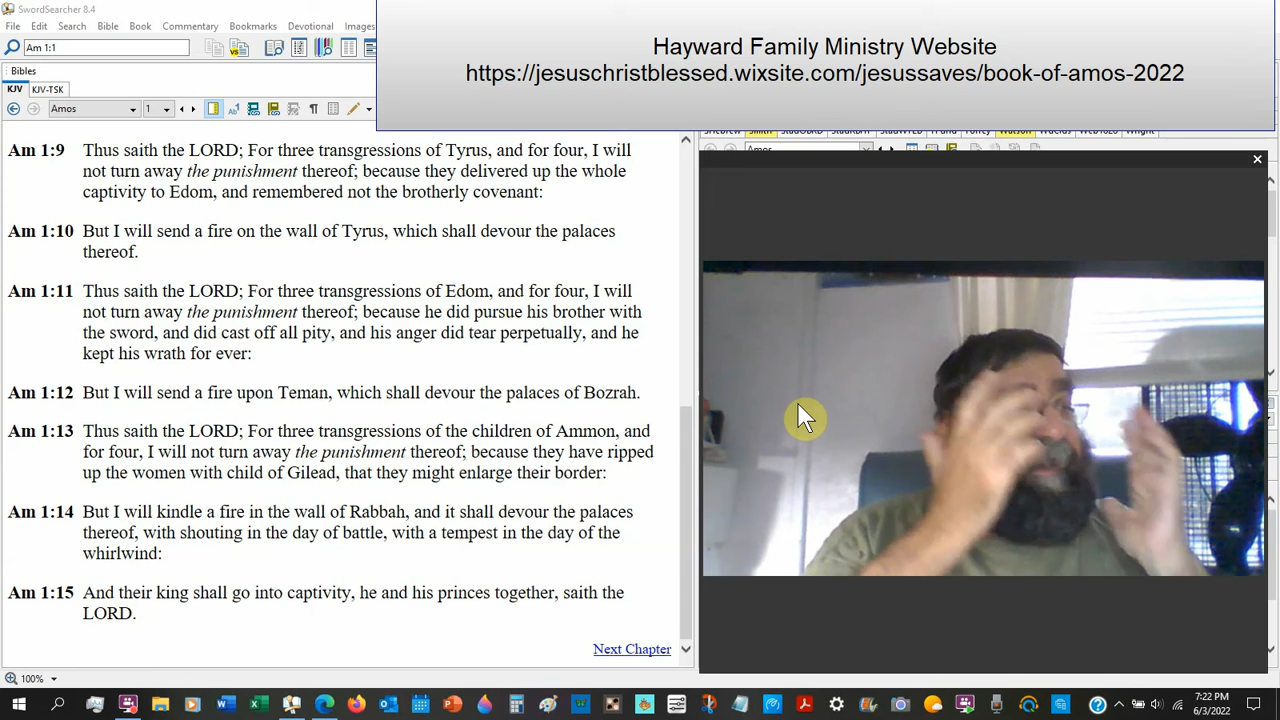 SwordSearcher 8.4
File Edit Search Bible Book Commentary Bookmarks Devotional Images
Am 1:1
Bibles
KJV KJV-TSK
Amos 1
Hayward Family Ministry Website
https://jesuschristblessed.wixsite.com/jesussaves/book-of-amos-2022
Amos
Am 1:9 Thus saith the LORD; For three transgressions of Tyrus, and for four, I will
not turn away the punishment thereof; because they delivered up the whole
captivity to Edom, and remembered not the brotherly covenant:
Am 1:10 But I will send a fire on the wall of Tyrus, which shall devour the palaces
thereof.
Am 1:11 Thus saith the LORD; For three transgressions of Edom, and for four, I will
not turn away the punishment thereof; because he did pursue his brother with
the sword, and did cast off all pity, and his anger did tear perpetually, and he
kept his wrath for ever:
Am 1:12 But I will send a fire upon Teman, which shall devour the palaces of Bozrah.
Am 1:13 Thus saith the LORD; For three transgressions of the children of Ammon, and
for four, I will not turn away the punishment thereof; because they have ripped
up the women with child of Gilead, that they might enlarge their border:
Am 1:14 But I will kindle a fire in the wall of Rabbah, and it shall devour the palaces
thereof, with shouting in the day of battle, with a tempest in the day of the
whirlwind:
Am 1:15 And their king shall go into captivity, he and his princes together, saith the
LORD.
Next Chapter
100%
7:22 PM
6/3/2022